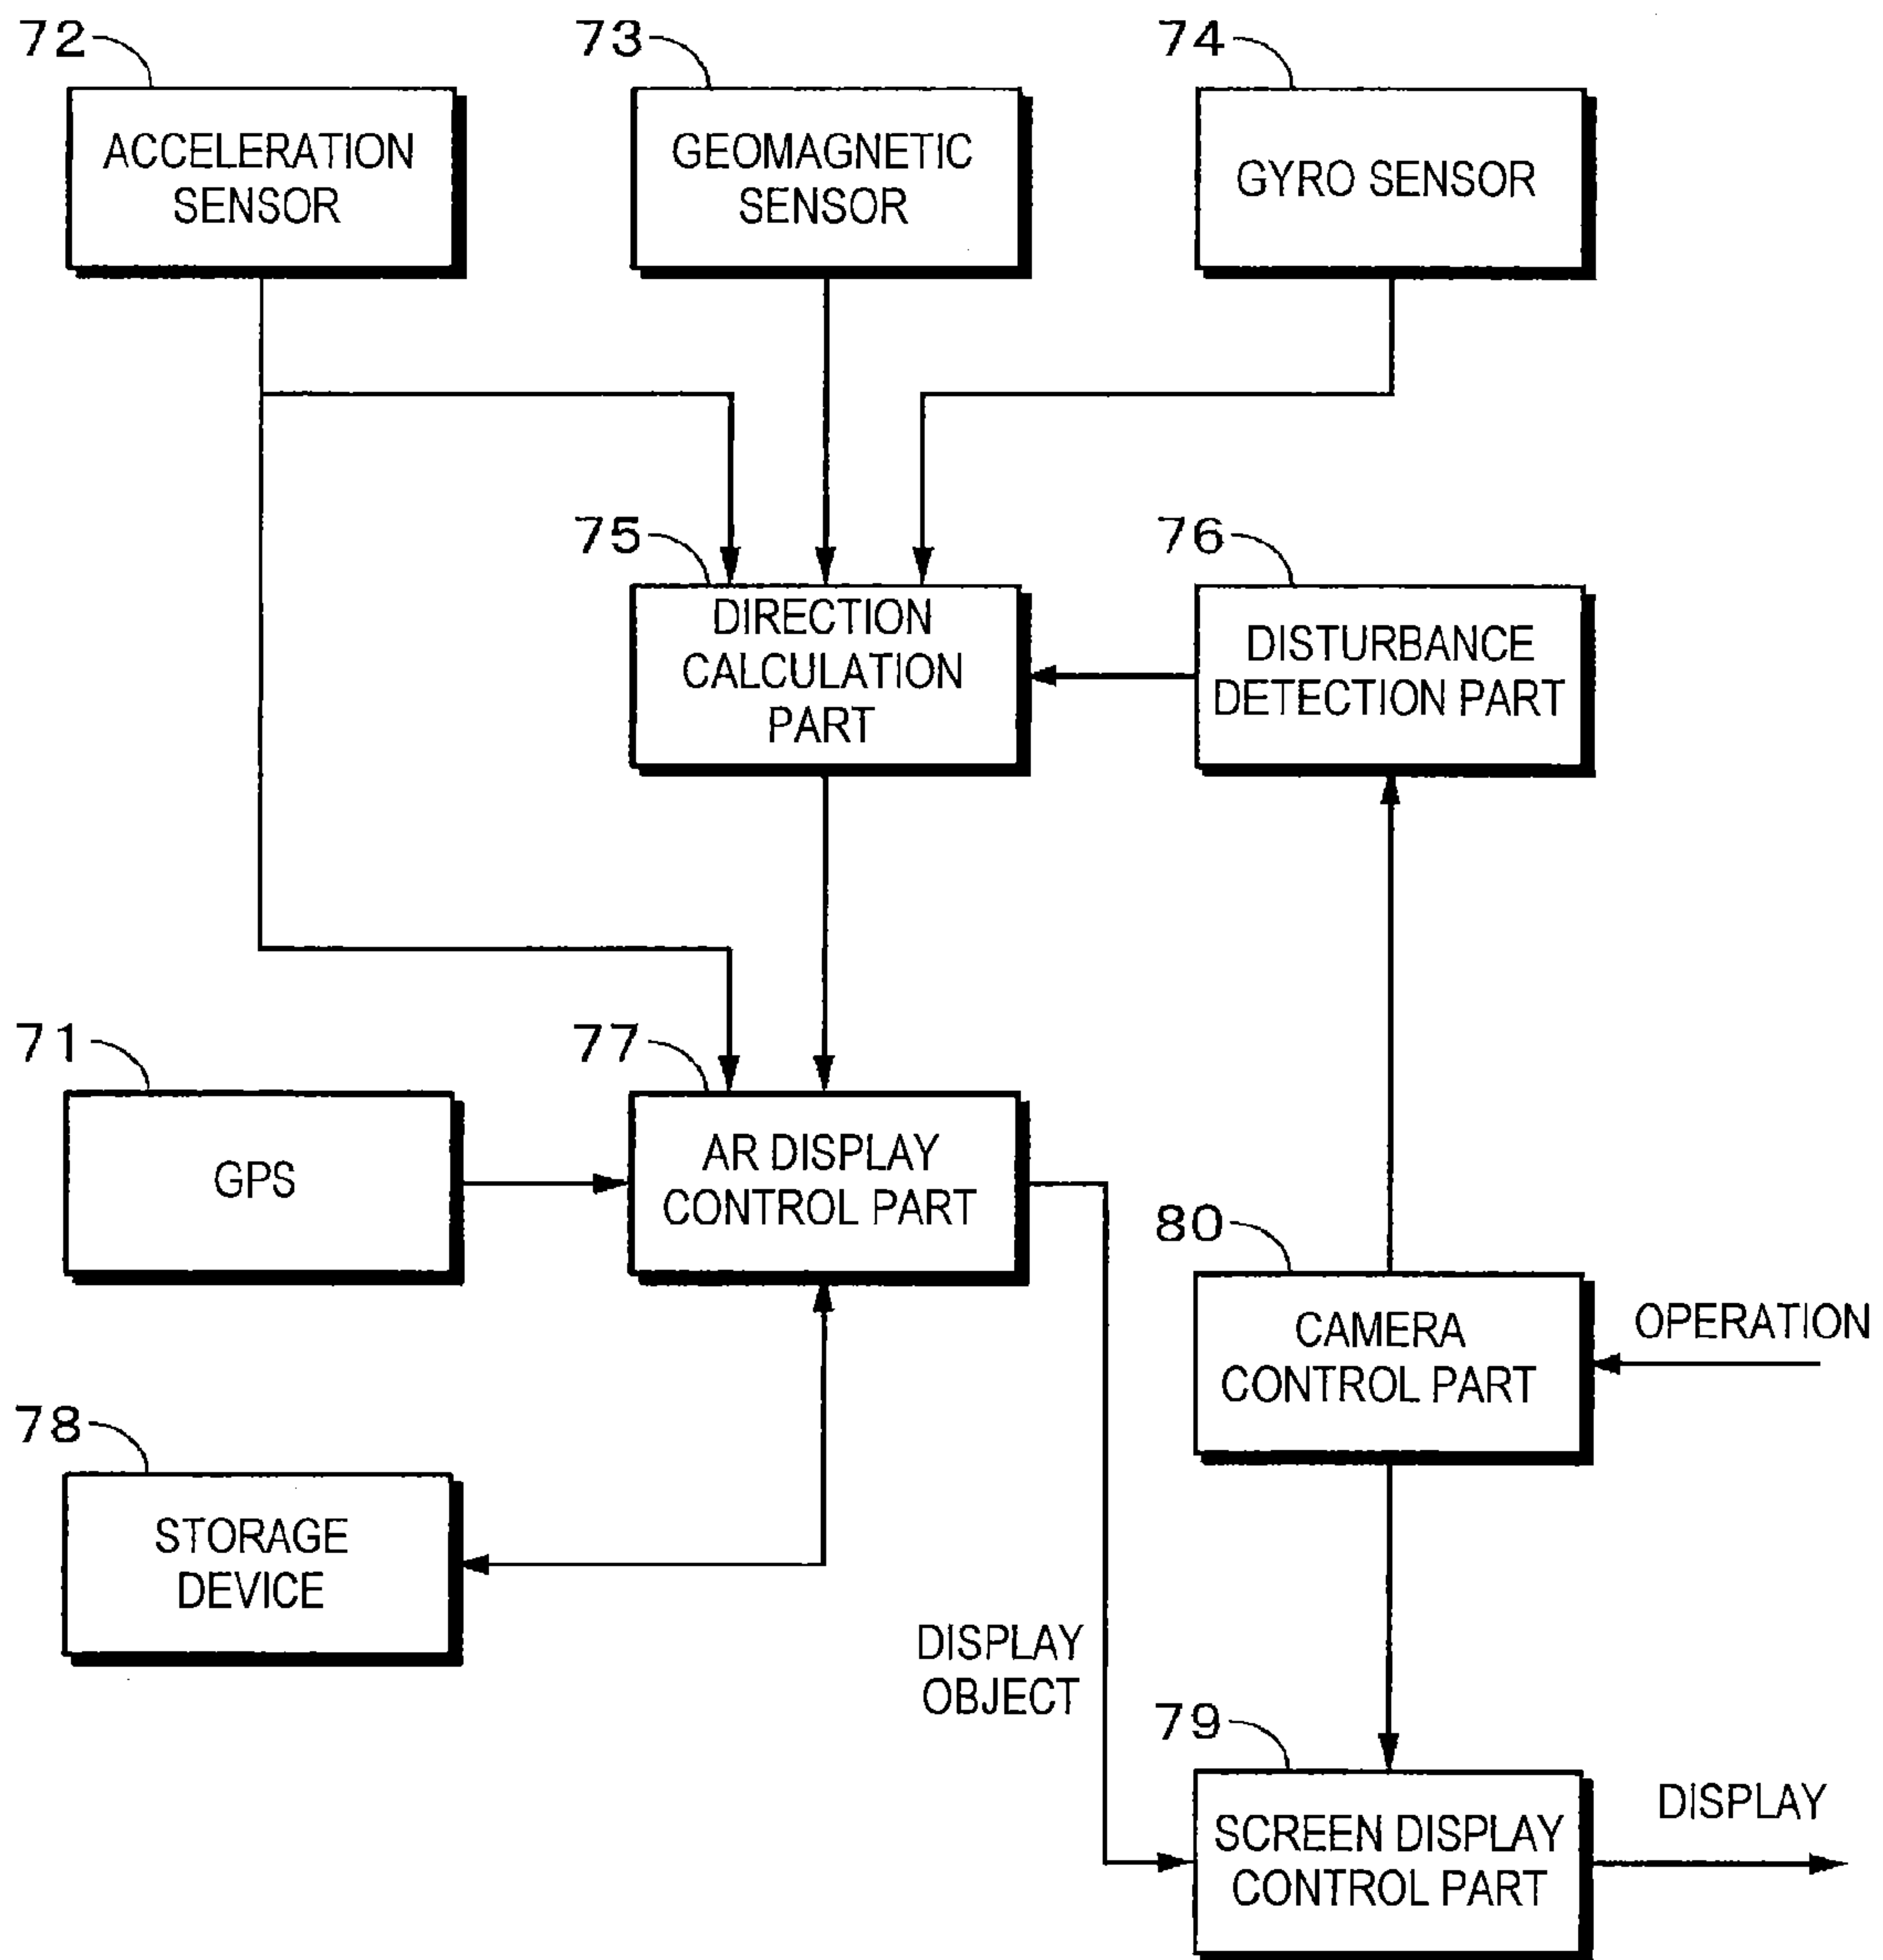 72
73
74
ACCELERATION
SENSOR
GEOMAGNETIC
SENSOR
GYRO SENSOR
75
76
DIRECTION
CALCULATION
PART
DISTURBANCE
DETECTION PART
71
77
GPS
AR DISPLAY
CONTROL PART
80
CAMERA
CONTROL PART
OPERATION
78
STORAGE
DEVICE
DISPLAY
OBJECT
79
SCREEN DISPLAY
CONTROL PART
DISPLAY